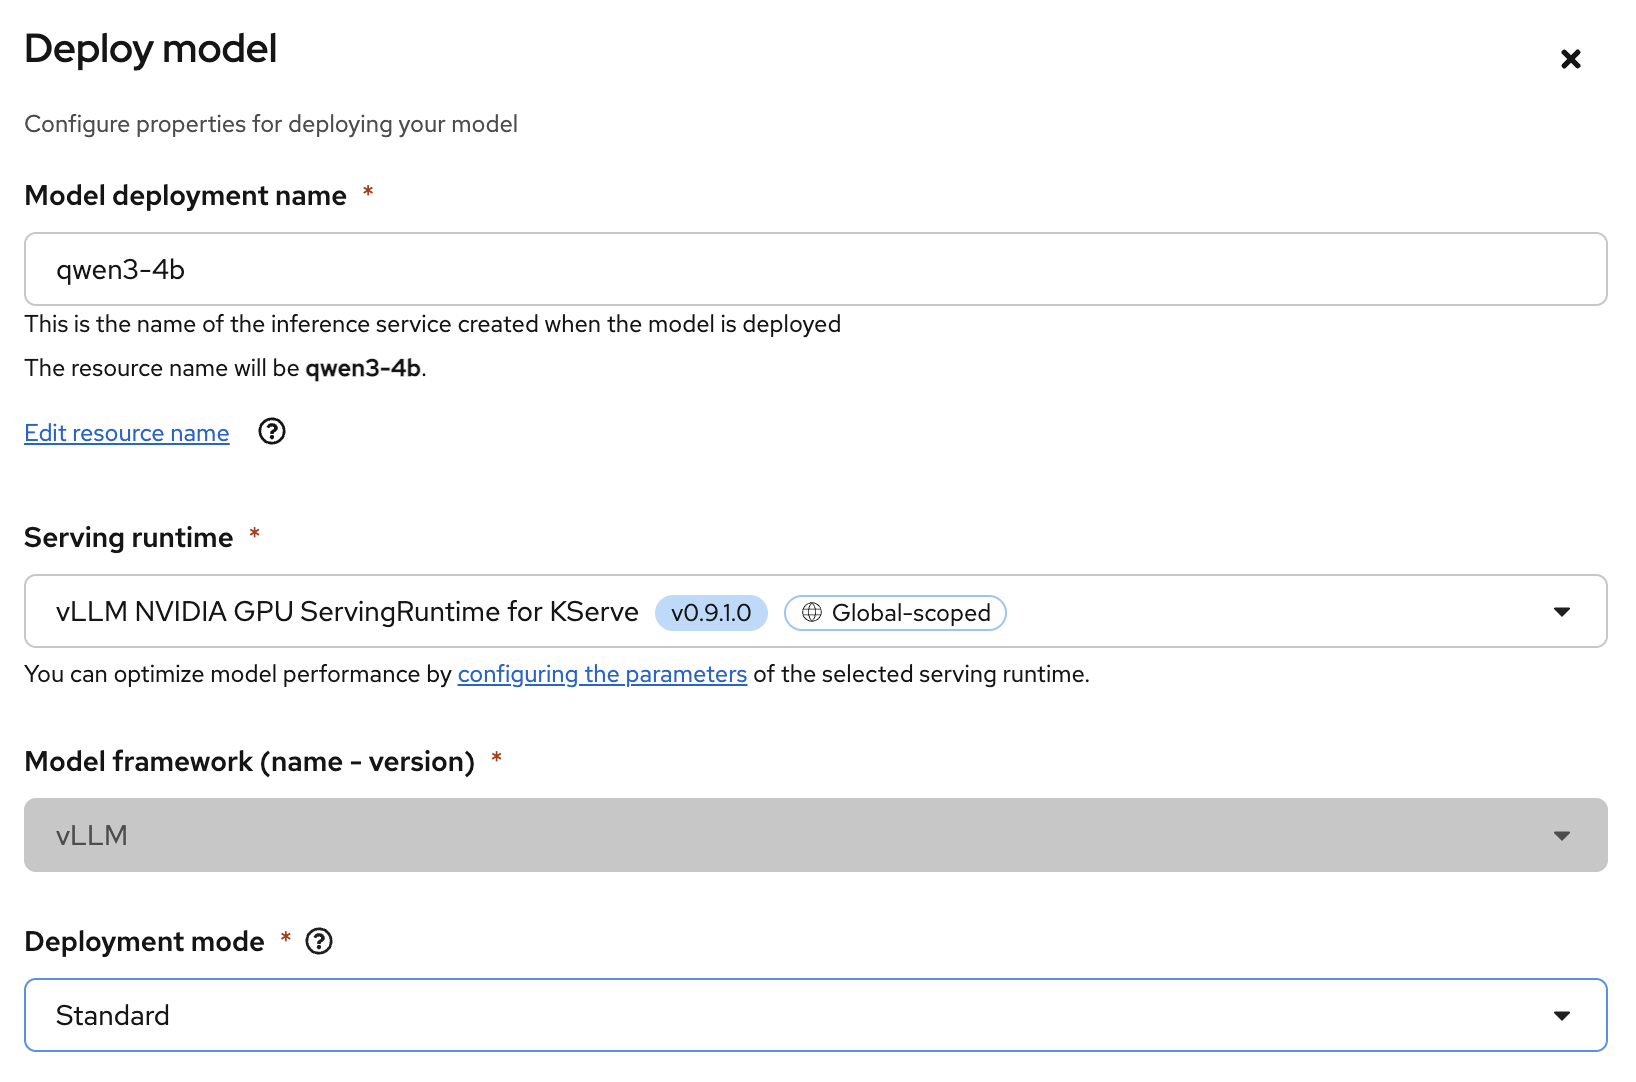 Deploy model
Configure properties for deploying your model
Model deployment name *
qwen3-4b
This is the name of the inference service created when the model is deployed
The resource name will be qwen3-4b.
Edit resource name
Serving runtime *
vLLM NVIDIA GPU ServingRuntime for KServe v0.9.1.0 Global-scoped
You can optimize model performance by configuring the parameters of the selected serving runtime.
Model framework (name - version) *
vLLM
Deployment mode *
Standard